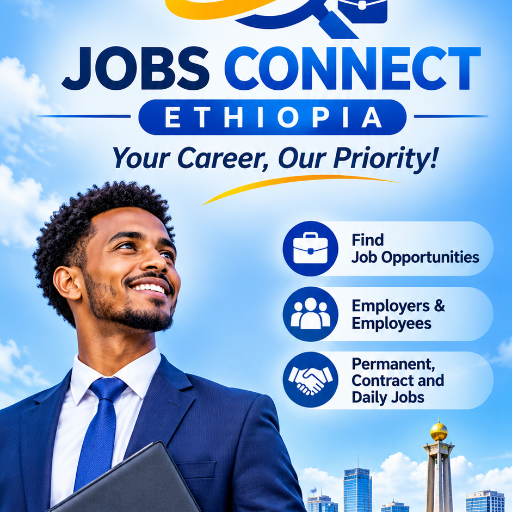 JOBS CONNECT
ETHIOPIA
Your Career, Our Priority!
Find
Job Opportunities
Employers &
Employees
Permanent,
Contract and
Daily Jobs